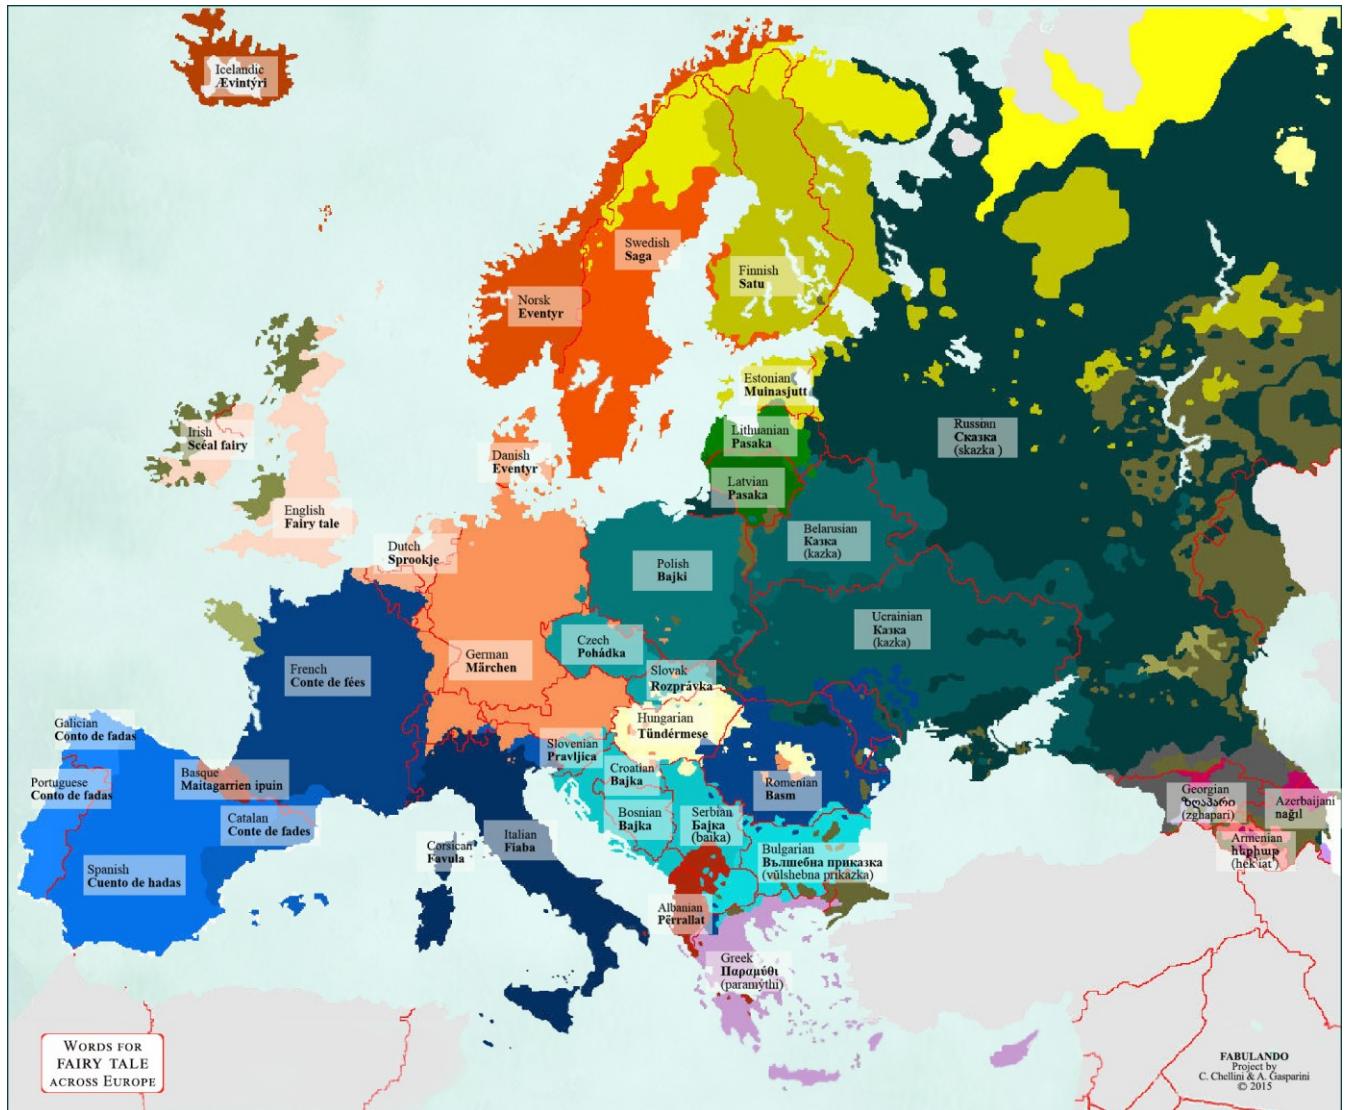 Icelandic
Ævintýri
Swedish
Saga
Finnish
Satu
Norsk
Eventyr
Estonian
Muinasjutt
Irish
Scéal fairy
Lithuanian
Pasaka
Russian
Сказка
(skazka )
Danish
Eventyr
Latvian
Pasaka
English
Fairy tale
Belarusian
Казка
(kazka)
Dutch
Sprookje
Polish
Bajki
Ucrainian
Казка
(kazka)
French
Conte de fées
German
Märchen
Czech
Pohádka
Slovak
Rozprávka
Galician
Conto de fadas
Hungarian
Tündérmese
Slovenian
Pravljica
Portuguese
Conto de fadas
Basque
Maitagarrien ipuin
Croatian
Bajka
Romenian
Basm
Georgian
ზღაპარი
(zghapari)
Azerbaijani
nağıl
Catalan
Conte de fades
Bosnian
Bajka
Serbian
Бајка
(baika)
Italian
Fiaba
Corsican
Favula
Armenian
հեքիաթ
(hek'iat')
Bulgarian
Вълшебна приказка
(vŭlshebna prikazka)
Spanish
Cuento de hadas
Albanian
Përrallat
Greek
Παραμύθι
(paramýthi)
WORDS FOR
FAIRY TALE
ACROSS EUROPE
FABULANDO
Project by
C. Chellini & A. Gasparini
© 2015